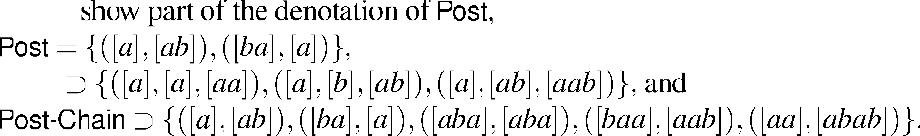 show part of the denotation of Post,
Post = {([a], [ab]), ([ba], [a])},
⊃ {([a], [a], [aa]), ([a], [b], [ab]), ([a], [ab], [aab])}, and
Post-Chain ⊃ {([a], [ab]), ([ba], [a]), ([aba], [aba]), ([baa], [aab]), ([aa], [abab])}.